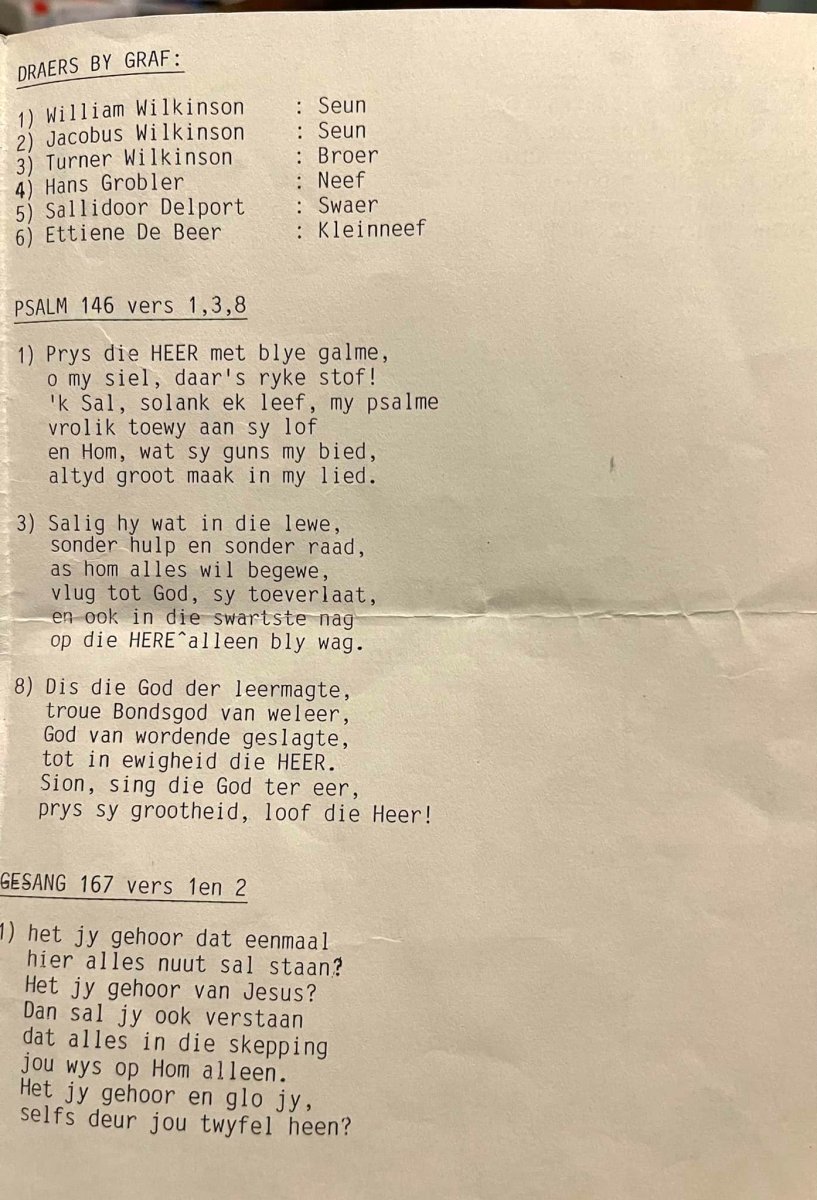 DRAERS BY GRAF:
1) William Wilkinson : Seun
2) Jacobus Wilkinson : Seun
3) Turner Wilkinson : Broer
4) Hans Grobler : Neef
5) Sallidoor Delport : Swaer
6) Ettiene De Beer : Kleinneef
PSALM 146 vers 1,3,8
1) Prys die HEER met blye galme,
o my siel, daar's ryke stof!
'k Sal, solank ek leef, my psalme
vrolik toewy aan sy lof
en Hom, wat sy guns my bied,
altyd groot maak in my lied.
3) Salig hy wat in die lewe,
sonder hulp en sonder raad,
as hom alles wil begewe,
vlug tot God, sy toeverlaat,
en ook in die swartste nag
op die HERE^alleen bly wag.
8) Dis die God der leermagte,
troue Bondsgod van weleer,
God van wordende geslagte,
tot in ewigheid die HEER.
Sion, sing die God ter eer,
prys sy grootheid, loof die Heer!
GESANG 167 vers 1en 2
1) het jy gehoor dat eenmaal
hier alles nuut sal staan?
Het jy gehoor van Jesus?
Dan sal jy ook verstaan
dat alles in die skepping
jou wys op Hom alleen.
Het jy gehoor en glo jy,
selfs deur jou twyfel heen?